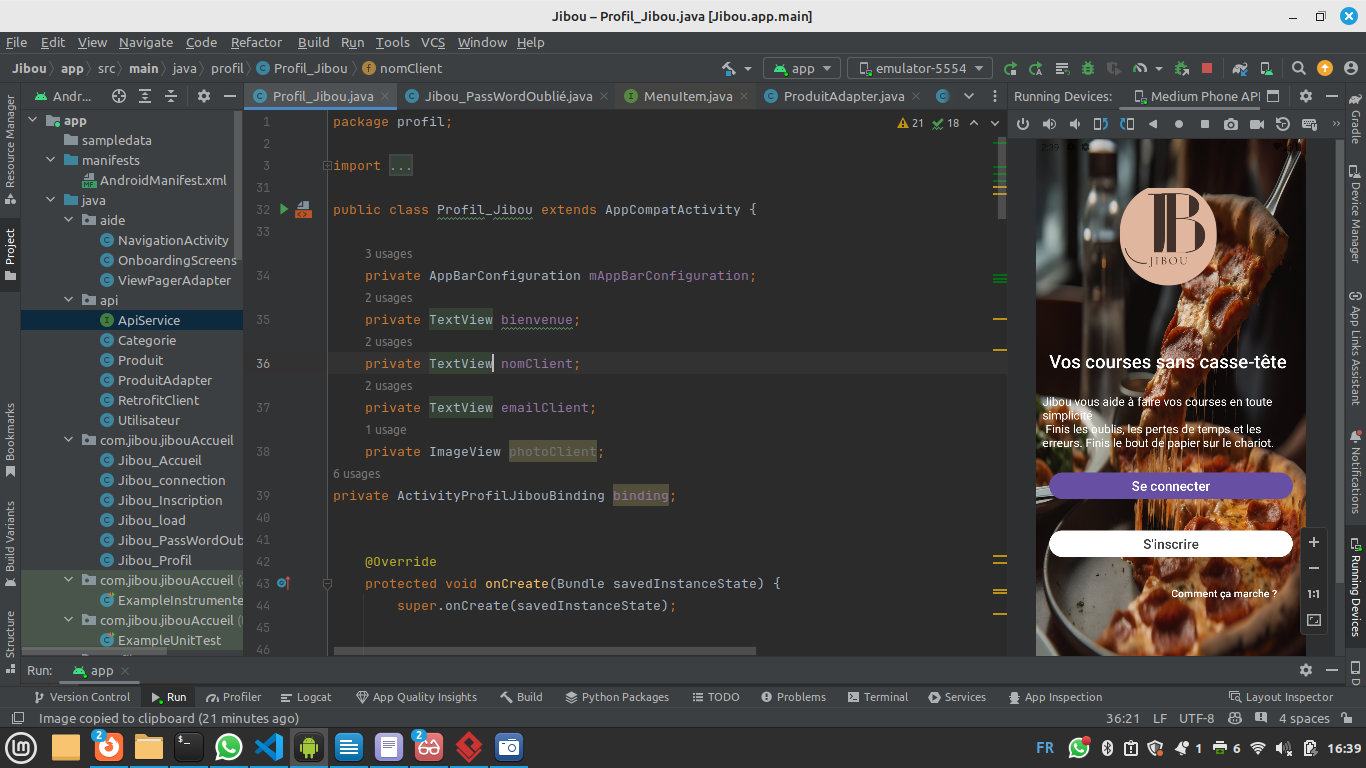 Jibou – Profil_Jibou.java [Jibou.app.main]
File Edit View Navigate Code Refactor Build Run Tools VCS Window Help
Jibou app src main java profil Profil_Jibou nomClient app emulator-5554
Andr... Profil_Jibou.java Jibou_PassWordOublié.java MenuItem.java ProduitAdapter.java Running Devices: Medium Phone API
Resource Manager
Project
Bookmarks
Build Variants
Structure
app
sampledata
manifests
AndroidManifest.xml
java
aide
NavigationActivity
OnboardingScreens
ViewPagerAdapter
api
ApiService
Categorie
Produit
ProduitAdapter
RetrofitClient
Utilisateur
com.jibou.jibouAccueil
Jibou_Accueil
Jibou_connection
Jibou_Inscription
Jibou_load
Jibou_PassWordOub
Jibou_Profil
com.jibou.jibouAccueil
ExampleInstrumente
com.jibou.jibouAccueil
ExampleUnitTest
21 18
1 package profil;
2
3 import ...
31
32 public class Profil_Jibou extends AppCompatActivity {
33
3 usages
34 private AppBarConfiguration mAppBarConfiguration;
2 usages
35 private TextView bienvenue;
2 usages
36 private TextView nomClient;
2 usages
37 private TextView emailClient;
1 usage
38 private ImageView photoClient;
6 usages
39 private ActivityProfilJibouBinding binding;
40
41
42 @Override
43 protected void onCreate(Bundle savedInstanceState) {
44 super.onCreate(savedInstanceState);
45
46
2:39
JB
JIBOU
Vos courses sans casse-tête
Jibou vous aide à faire vos courses en toute
simplicité
Finis les oublis, les pertes de temps et les
erreurs. Finis le bout de papier sur le chariot.
Se connecter
S'inscrire
Comment ça marche ?
1:1
Gradle
Device Manager
App Links Assistant
Notifications
Running Devices
D
Run: app
Version Control Run Profiler Logcat App Quality Insights Build Python Packages TODO Problems Terminal Services App Inspection Layout Inspector
Image copied to clipboard (21 minutes ago) 36:21 LF UTF-8 4 spaces
2 2 FR 1 6 16:39